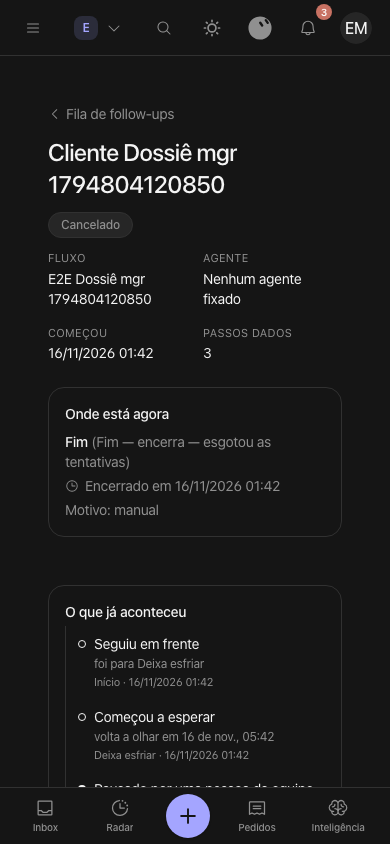 E
3
EM
Fila de follow-ups
Cliente Dossiê mgr
1794804120850
Cancelado
FLUXO
AGENTE
E2E Dossiê mgr
1794804120850
Nenhum agente
fixado
COMEÇOU
PASSOS DADOS
16/11/2026 01:42
3
Onde está agora
Fim (Fim — encerra — esgotou as
tentativas)
Encerrado em 16/11/2026 01:42
Motivo: manual
O que já aconteceu
Seguiu em frente
foi para Deixa esfriar
Início · 16/11/2026 01:42
Começou a esperar
volta a olhar em 16 de nov., 05:42
Deixa esfriar · 16/11/2026 01:42
Inbox
Radar
Pedidos
Inteligência